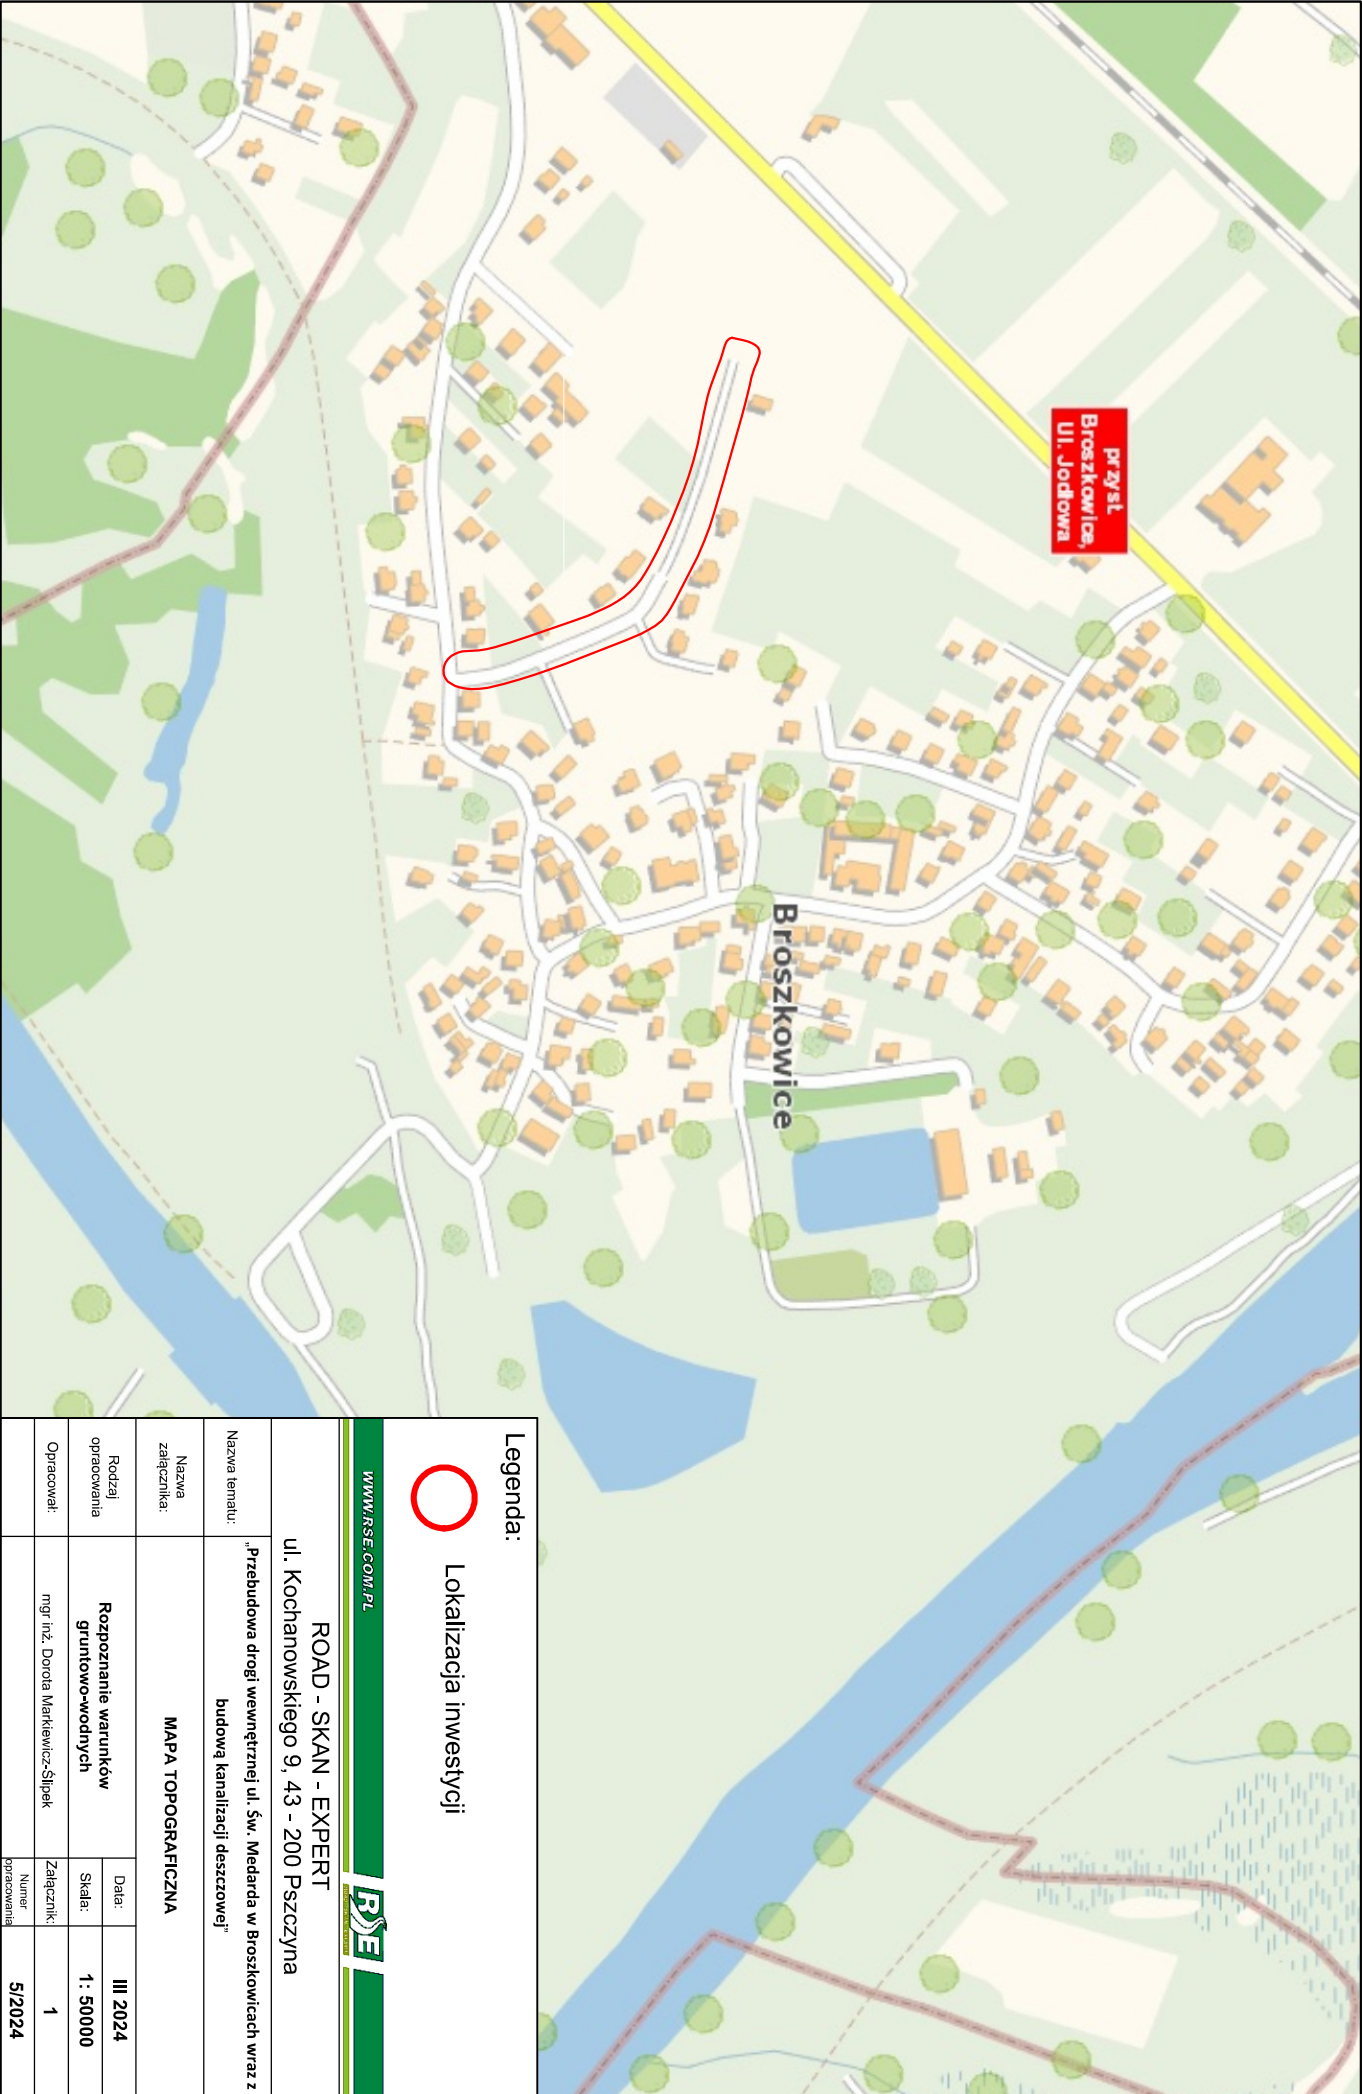 przyst.
Broszkowice,
Ul. Jodłowa
Broszkowice
Legenda:
Lokalizacja inwestycji
WWW.RSE.COM.PL
RSE
ROAD - SKAN - EXPERT
ul. Kochanowskiego 9, 43 - 200 Pszczyna
Nazwa tematu:
„Przebudowa drogi wewnętrznej ul. Św. Medarda w Broszkowicach wraz z
budową kanalizacji deszczowej”
Nazwa
załącznika:
MAPA TOPOGRAFICZNA
Rodzaj
opraocwania
Rozpoznanie warunków
gruntowo-wodnych
Data:
III 2024
Skala:
1: 50000
Opracował:
mgr inż. Dorota Markiewicz-Ślipek
Załącznik:
1
Numer
opracowania
5/2024